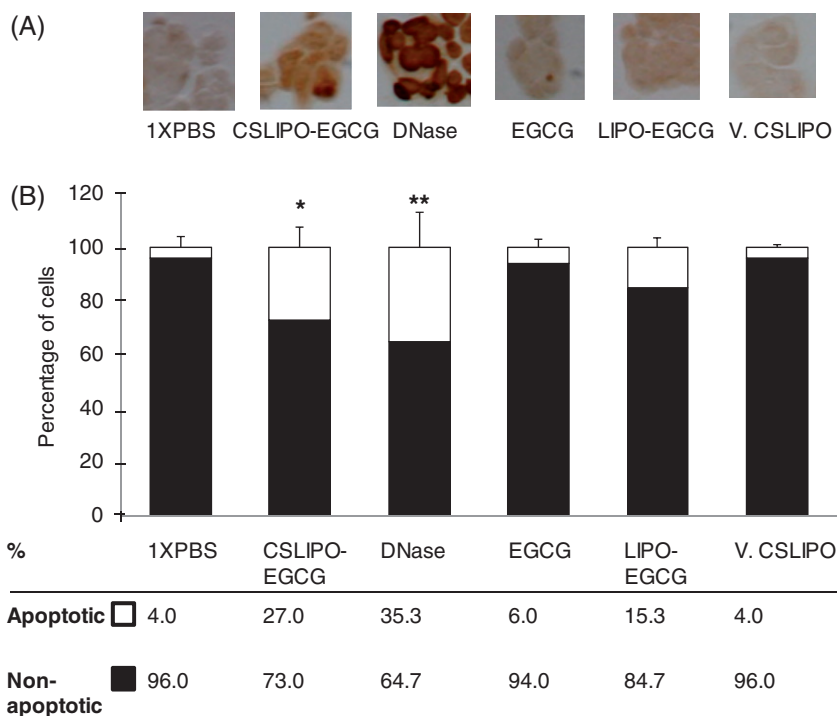 (A)
1XPBS CSLIPO-EGCG DNase EGCG LIPO-EGCG V. CSLIPO
(B)
120
100
80
60
40
20
0
Percentage of cells
* **
% 1XPBS CSLIPO- DNase EGCG LIPO- V. CSLIPO
EGCG EGCG
Apoptotic 4.0 27.0 35.3 6.0 15.3 4.0
Non- 96.0 73.0 64.7 94.0 84.7 96.0
apoptotic